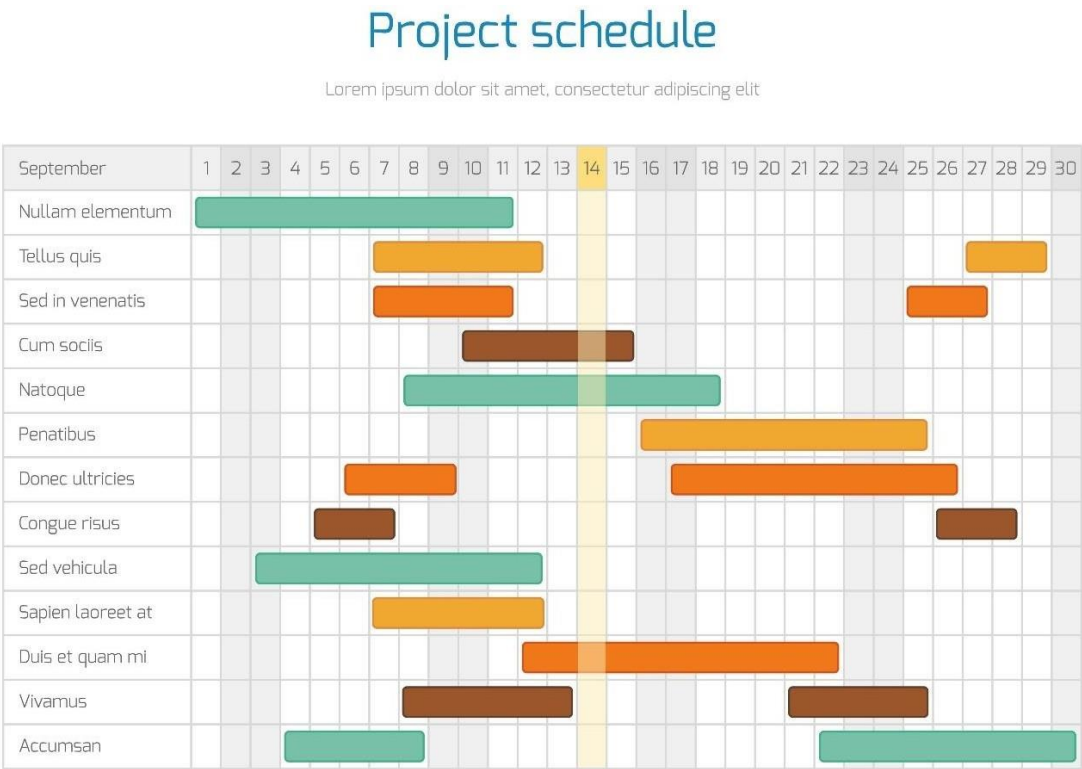 Project schedule
Lorem ipsum dolor sit amet, consectetur adipiscing elit
September 1 2 3 4 5 6 7 8 9 10 11 12 13 14 15 16 17 18 19 20 21 22 23 24 25 26 27 28 29 30
Nullam elementum
Tellus quis
Sed in venenatis
Cum sociis
Natoque
Penatibus
Donec ultricies
Congue risus
Sed vehicula
Sapien laoreet at
Duis et quam mi
Vivamus
Accumsan